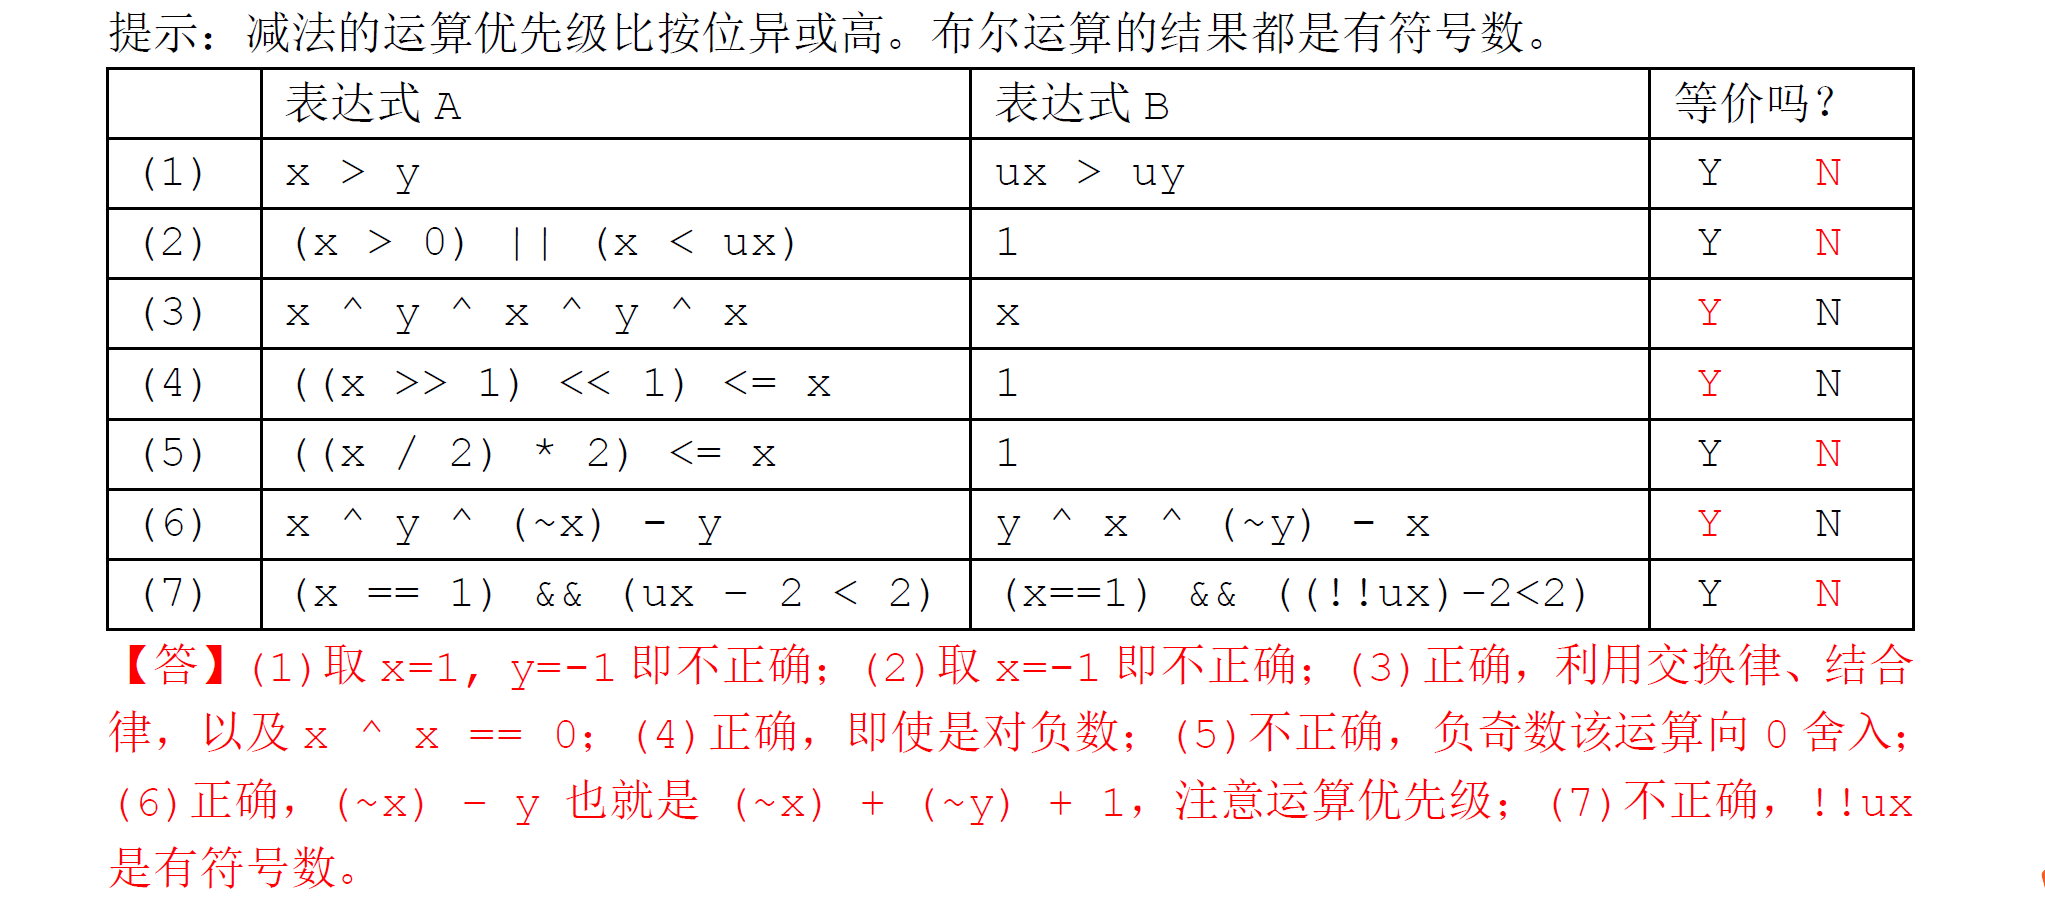 提示：减法的运算优先级比按位异或高。布尔运算的结果都是有符号数。
表达式 A 表达式 B 等价吗？
(1) x > y ux > uy Y N
(2) (x > 0) || (x < ux) 1 Y N
(3) x ^ y ^ x ^ y ^ x x Y N
(4) ((x >> 1) << 1) <= x 1 Y N
(5) ((x / 2) * 2) <= x 1 Y N
(6) x ^ y ^ (~x) - y y ^ x ^ (~y) - x Y N
(7) (x == 1) && (ux – 2 < 2) (x==1) && ((!!ux)–2<2) Y N
【答】(1)取 x=1, y=-1 即不正确；(2)取 x=-1 即不正确；(3)正确，利用交换律、结合
律，以及 x ^ x == 0；(4)正确，即使是对负数；(5)不正确，负奇数该运算向 0 舍入；
(6)正确，(~x) – y 也就是 (~x) + (~y) + 1，注意运算优先级；(7)不正确，!!ux
是有符号数。